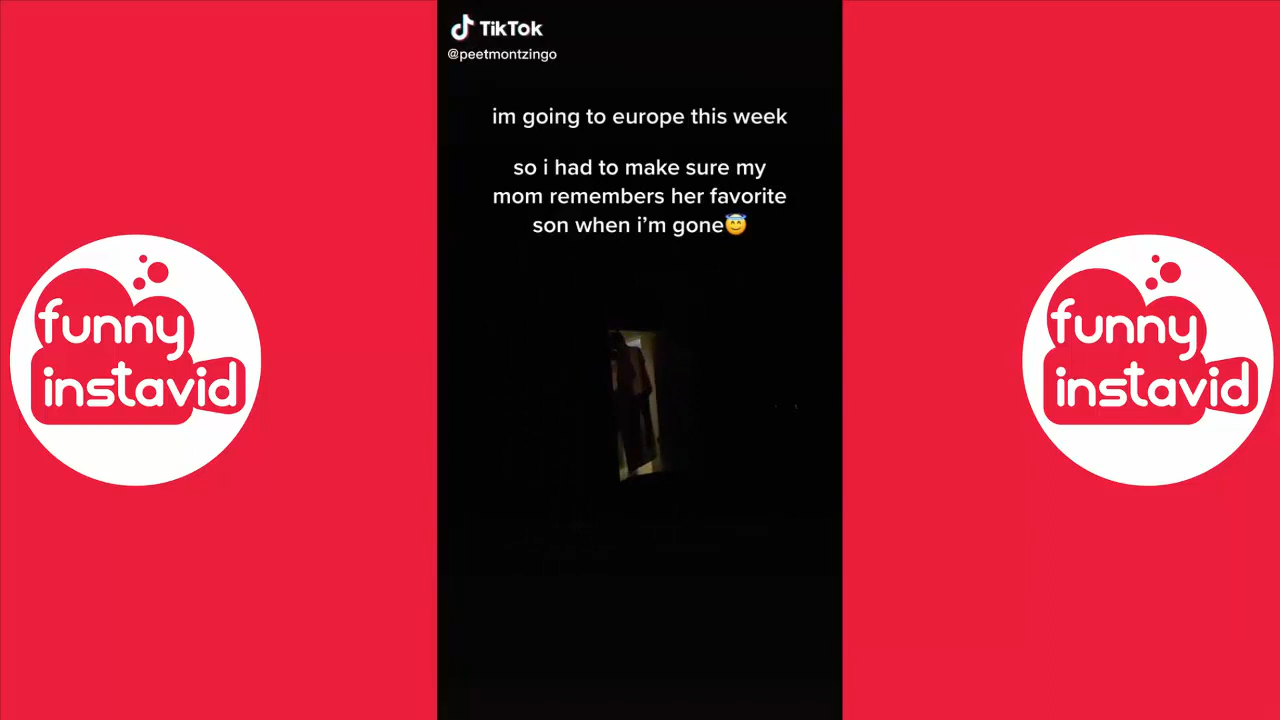 TikTok
@peetmontzingo
im going to europe this week
so i had to make sure my
mom remembers her favorite
son when i’m gone😇
funny
instavid
funny
instavid